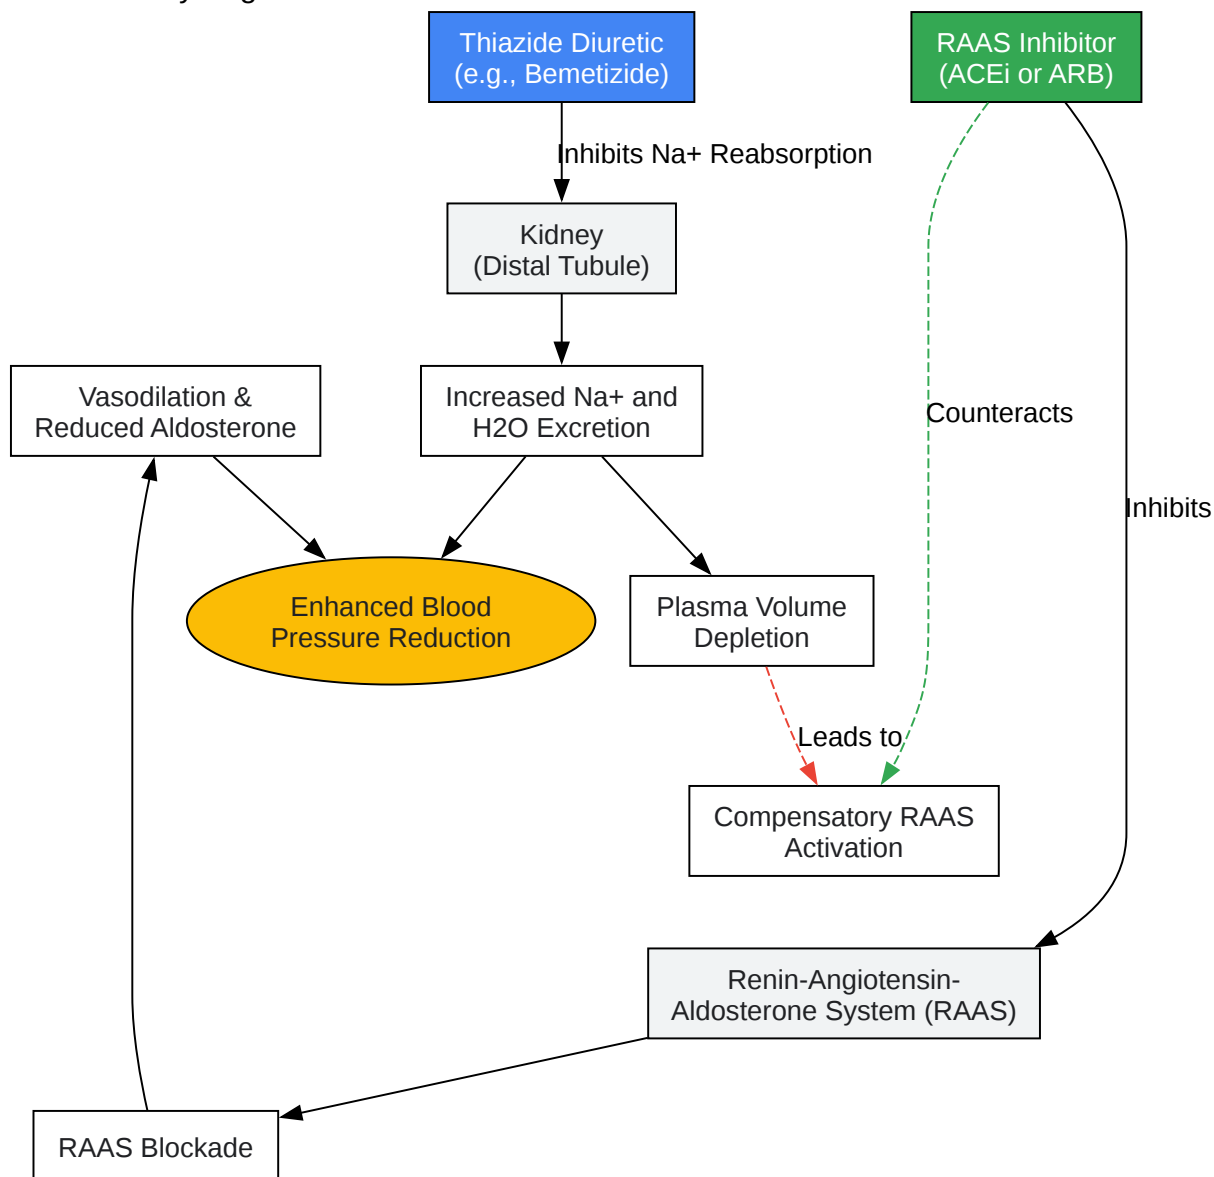 Thiazide Diuretic
(e.g., Bemetizide)
RAAS Inhibitor
(ACEi or ARB)
Inhibits Na+ Reabsorption
Kidney
(Distal Tubule)
Vasodilation &
Reduced Aldosterone
Increased Na+ and
H2O Excretion
Counteracts
Inhibits
Enhanced Blood
Pressure Reduction
Plasma Volume
Depletion
Leads to
Compensatory RAAS
Activation
Renin-Angiotensin-
Aldosterone System (RAAS)
RAAS Blockade